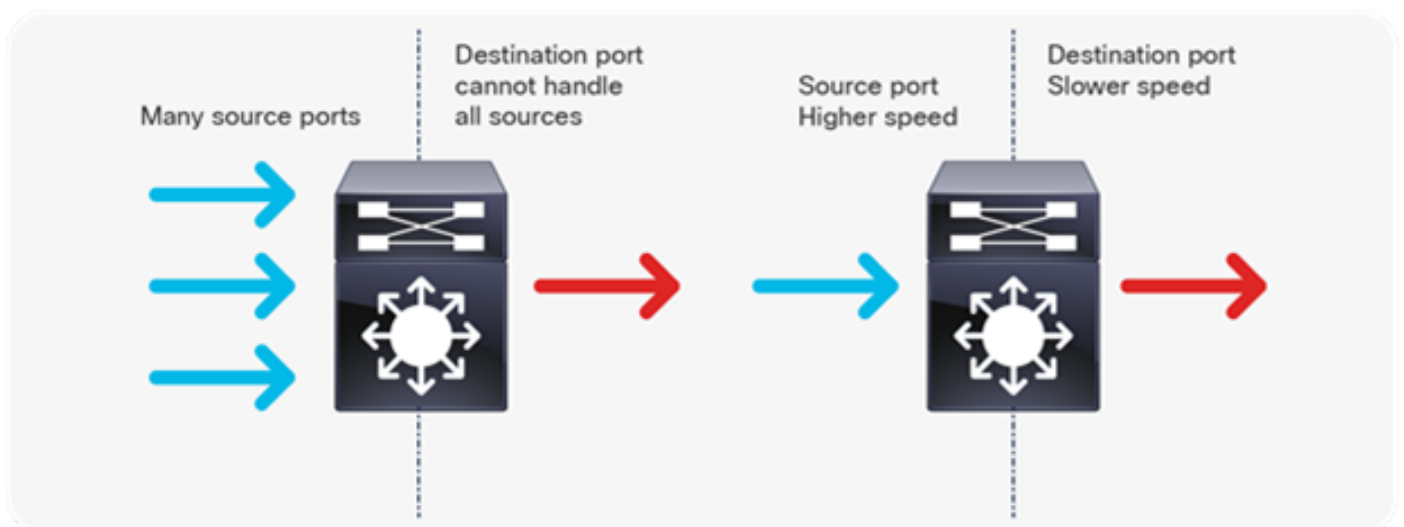 Many source ports
Destination port
cannot handle
all sources
Source port
Higher speed
Destination port
Slower speed